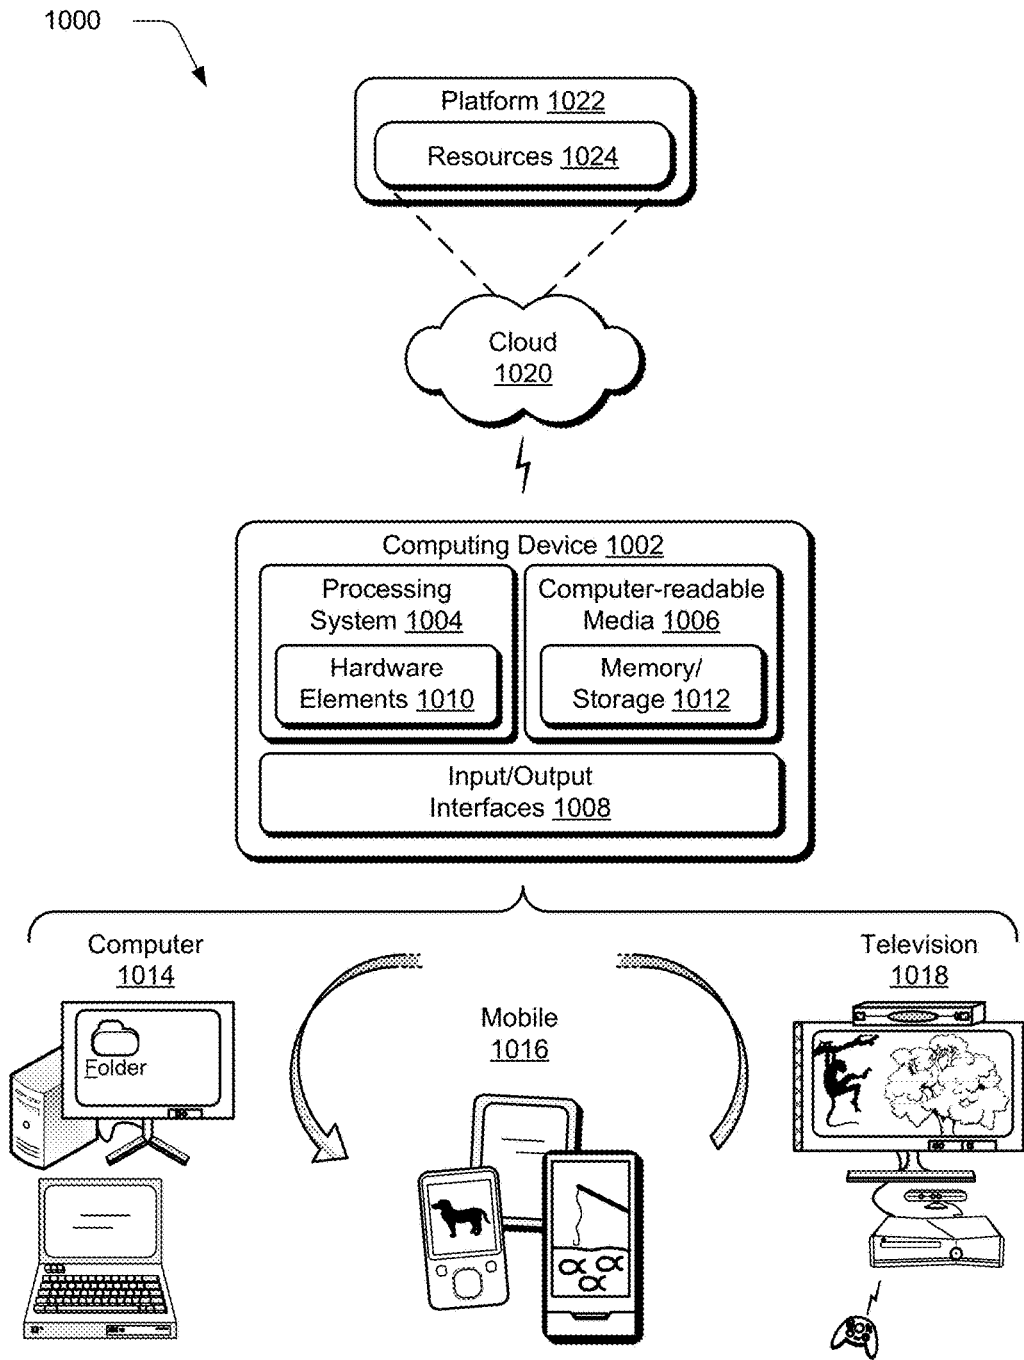 1000
Platform 1022
Resources 1024
Cloud
1020
Computing Device 1002
Processing
System 1004
Computer-readable
Media 1006
Hardware
Elements 1010
Memory/
Storage 1012
Input/Output
Interfaces 1008
Computer
1014
Mobile
1016
Television
1018
Folder